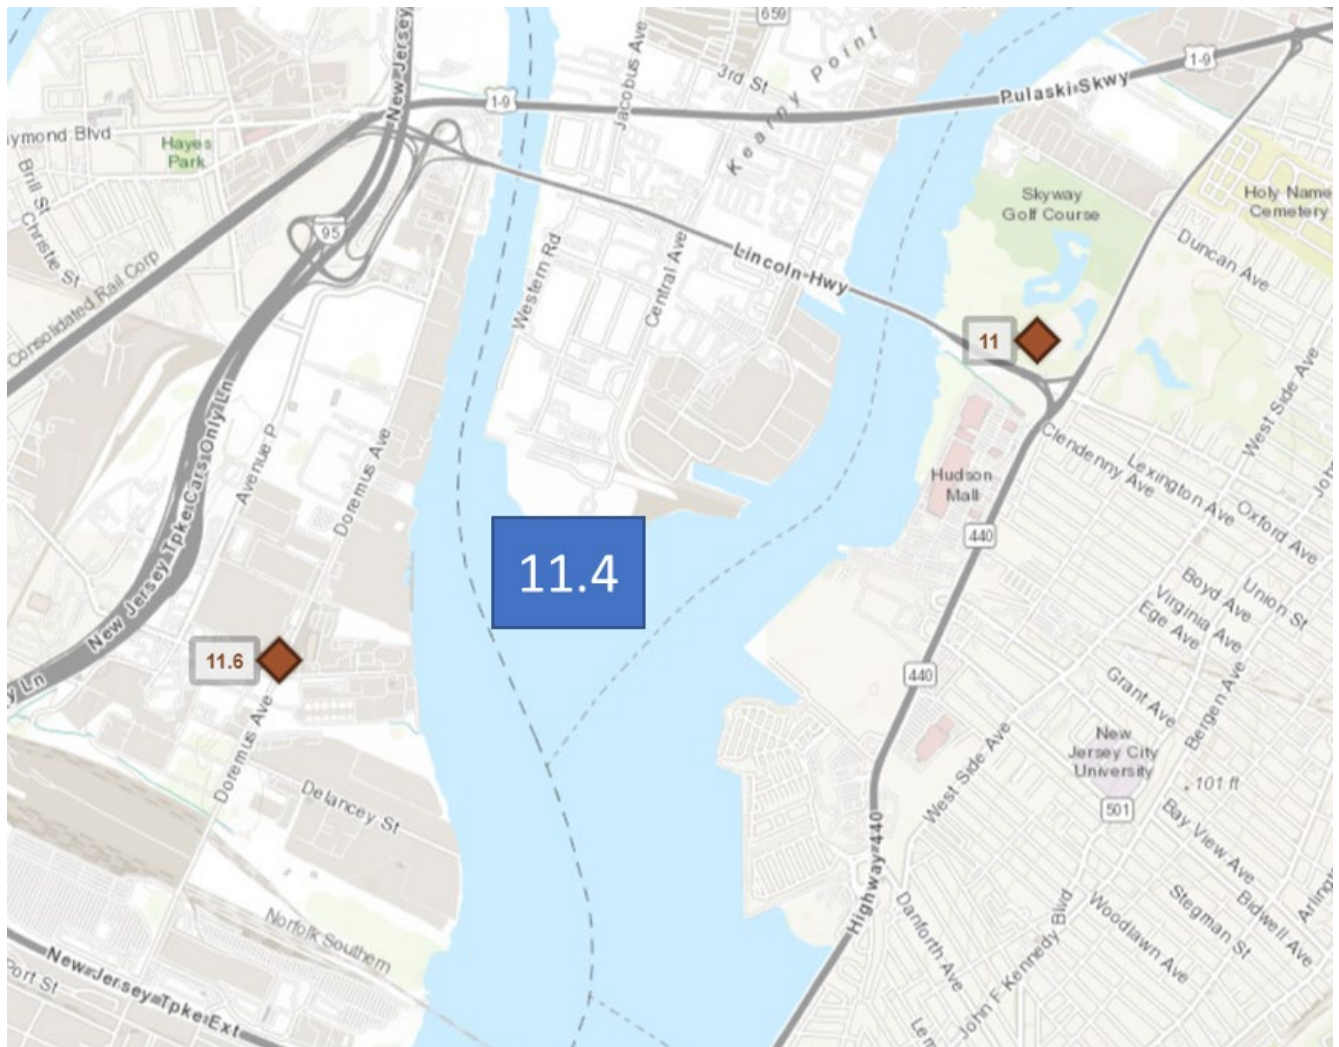 659
New Jersey
Jacobus Ave
3rd St
Kearny Point
1-9
Pulaski Skwy
1-9
ymond Blvd
Hayes
Park
Brill St
Christie St
Skyway
Golf Course
Holy Name
Cemetery
95
Western Rd
Central Ave
Lincoln Hwy
Duncan Ave
Consolidated Rail Corp
11
West Side Ave
New Jersey Tpke Cars Only Ln
Avenue P
Doremus Ave
Clendenny Ave
Lexington Ave
Oxford Ave
Joh
Hudson
Mall
440
11.4
Boyd Ave
Union St
Virginia Ave
Ege Ave
11.6
y Ln
440
Grant Ave
Bergen Ave
Doremus Ave
Delancey St
West Side Ave
New
Jersey City
University
101 ft
501
Bay View Ave
Highway 440
Norfolk Southern
Danforth Ave
John F Kennedy Blvd
Woodlawn Ave
Stegman St
Bidwell Ave
Arling
New Jersey Tpke Ext
Port St
Lem